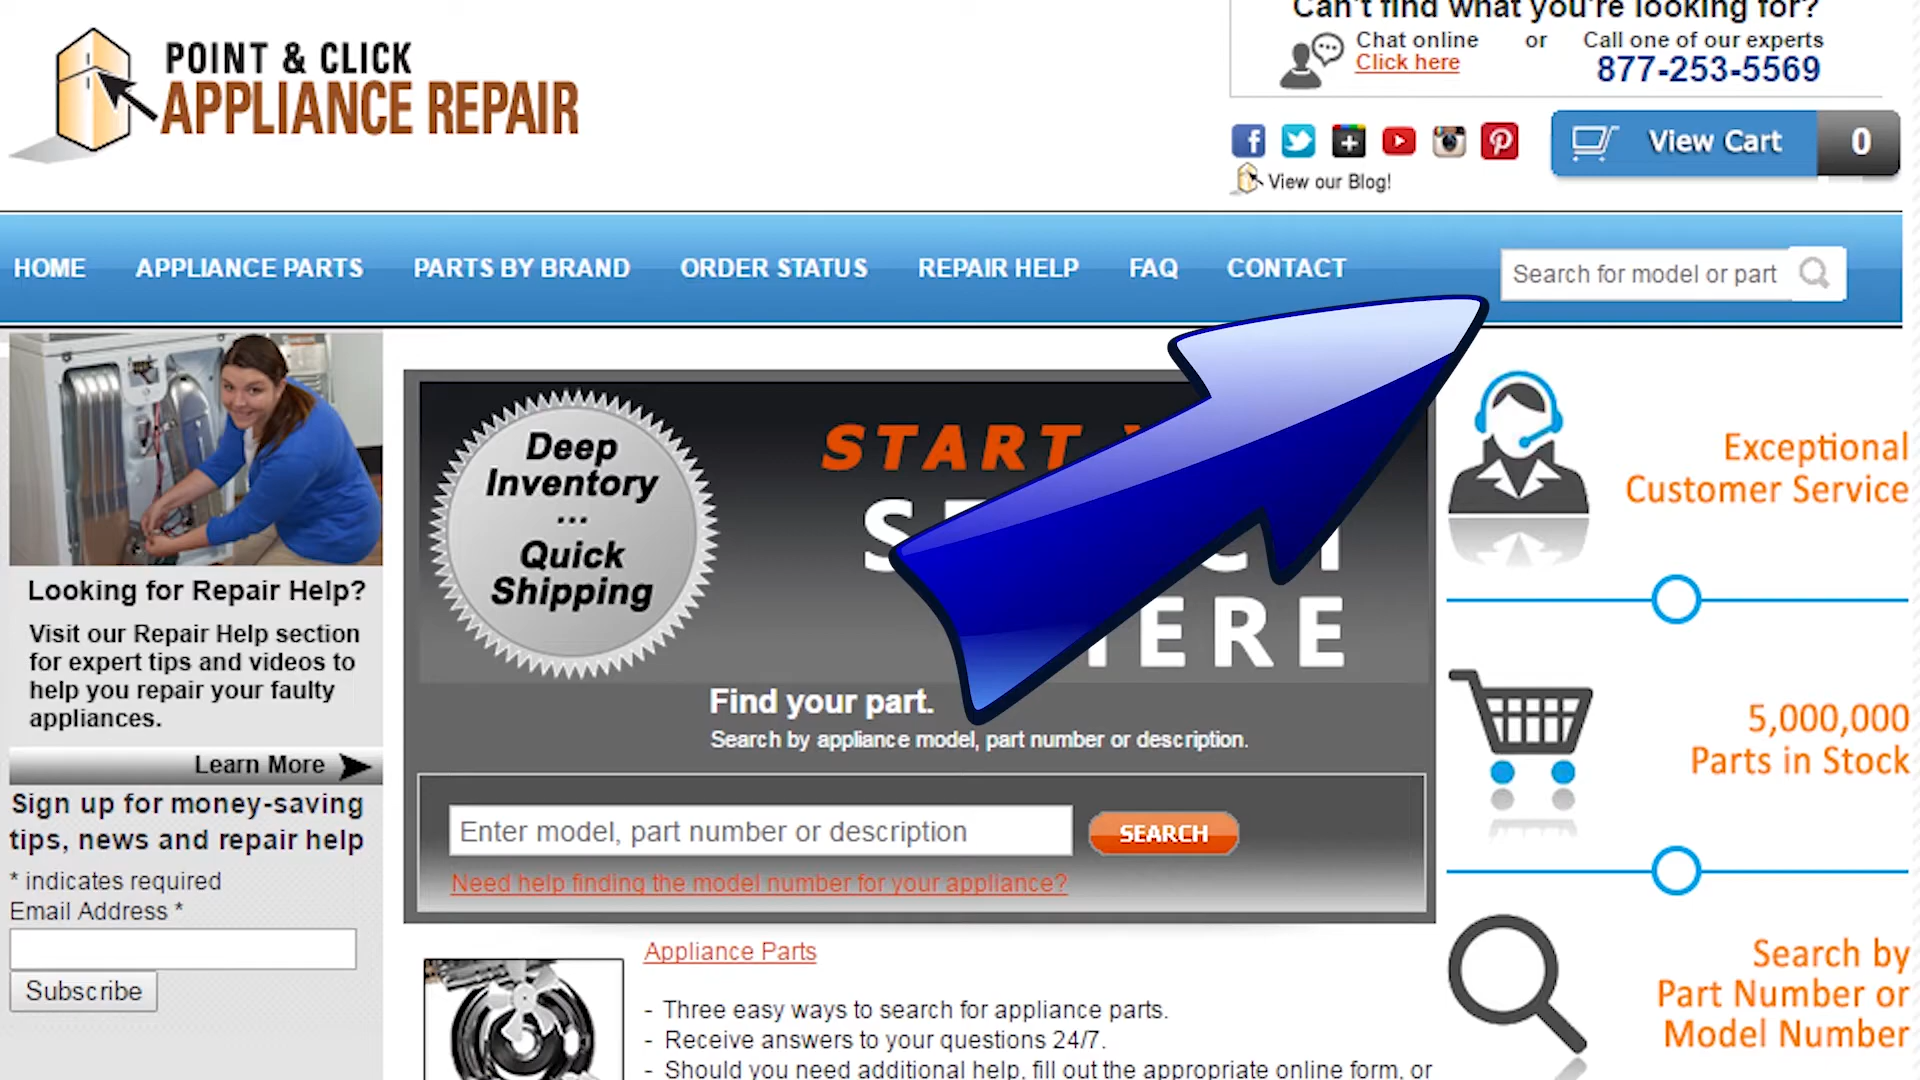 POINT & CLICK
APPLIANCE REPAIR
Can't find what you're looking for?
Chat online or Call one of our experts
Click here
877-253-5569
View Cart 0
View our Blog!
HOME APPLIANCE PARTS PARTS BY BRAND ORDER STATUS REPAIR HELP FAQ CONTACT
Search for model or part
Looking for Repair Help?
Visit our Repair Help section
for expert tips and videos to
help you repair your faulty
appliances.
Learn More
Sign up for money-saving
tips, news and repair help
* indicates required
Email Address *
Subscribe
Deep
Inventory
...
Quick
Shipping
START
Find your part.
Search by appliance model, part number or description.
Enter model, part number or description
SEARCH
Need help finding the model number for your appliance?
Appliance Parts
- Three easy ways to search for appliance parts.
- Receive answers to your questions 24/7.
- Should you need additional help, fill out the appropriate online form, or
Exceptional
Customer Service
5,000,000
Parts in Stock
Search by
Part Number or
Model Number